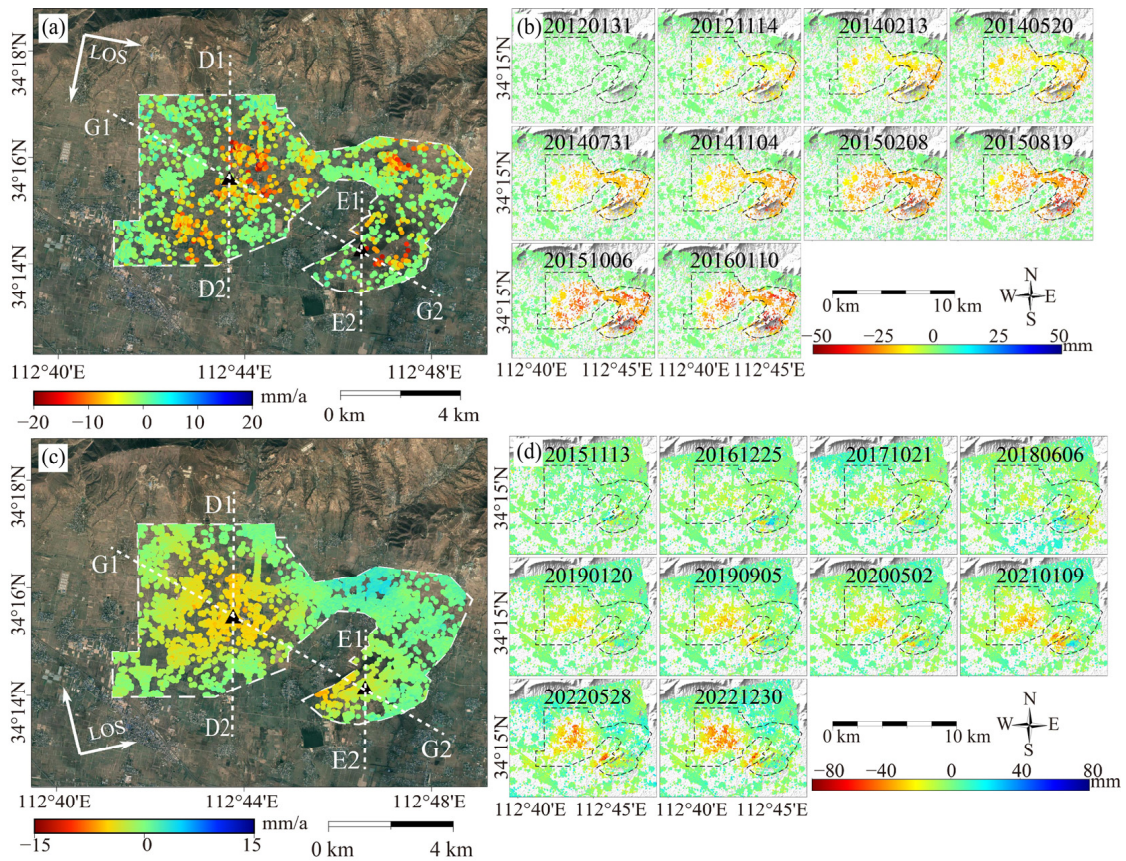 (a)
LOS
D1
G1
E1
D2
E2
G2
34°18′N
34°16′N
34°14′N
112°40′E 112°44′E 112°48′E
mm/a
−20 −10 0 10 20
0 km 4 km
(b)
20120131 20121114 20140213 20140520
34°15′N
20140731 20141104 20150208 20150819
34°15′N
20151006 20160110
34°15′N
112°40′E 112°45′E 112°40′E 112°45′E
0 km 10 km
N
W E
S
−50 −25 0 25 50
mm
(c)
D1
G1
E1
LOS
D2
E2
G2
34°18′N
34°16′N
34°14′N
112°40′E 112°44′E 112°48′E
mm/a
−15 0 15
0 km 4 km
(d)
20151113 20161225 20171021 20180606
34°15′N
20190120 20190905 20200502 20210109
34°15′N
20220528 20221230
34°15′N
112°40′E 112°45′E 112°40′E 112°45′E
0 km 10 km
N
W E
S
−80 −40 0 40 80
mm